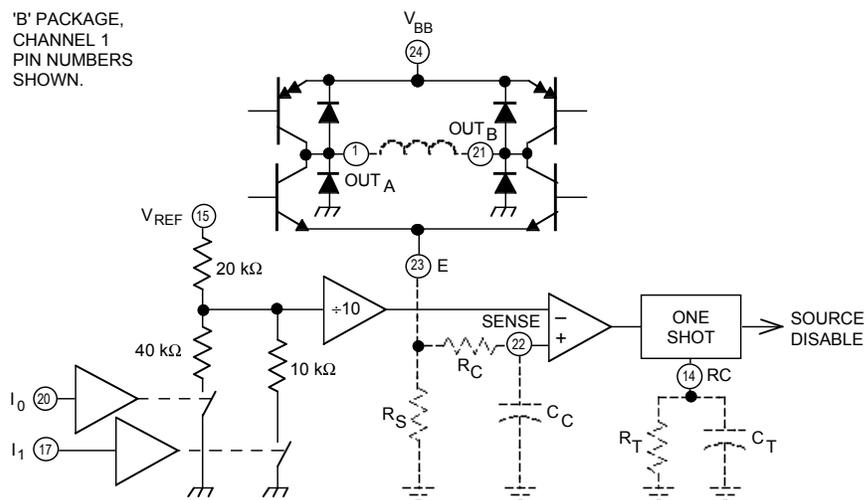 'B' PACKAGE,
CHANNEL 1
PIN NUMBERS
SHOWN.
V BB
24
1
OUT A
OUT B
21
V REF
15
20 kΩ
23
E
÷10
40 kΩ
10 kΩ
SENSE
22
−
+
ONE
SHOT
SOURCE
DISABLE
R C
14
RC
I 0
20
I 1
17
R S
C C
R T
C T